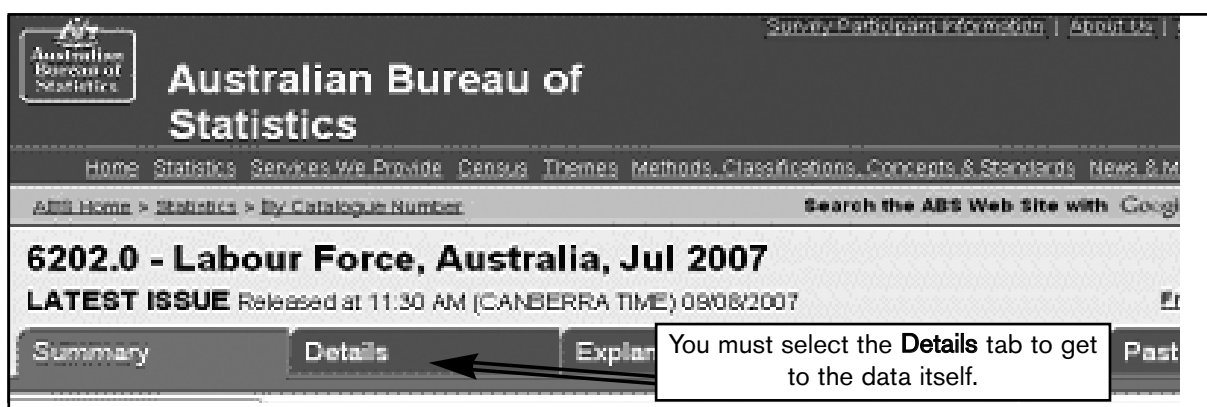 Survey Participant Information | About Us |
ABS
Australian
Bureau of
Statistics
Australian Bureau of
Statistics
Home Statistics Services We Provide Census Themes Methods, Classifications, Concepts & Standards News & M
ABS Home > Statistics > By Catalogue Number
Search the ABS Web Site with Googl
6202.0 - Labour Force, Australia, Jul 2007
LATEST ISSUE Released at 11:30 AM (CANBERRA TIME) 09/08/2007
Summary Details Explan Past
You must select the Details tab to get
to the data itself.